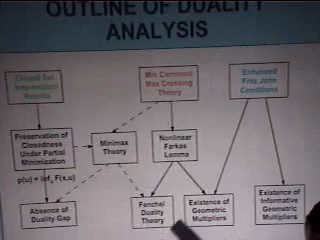 OUTLINE OF DUALITY
ANALYSIS
Closed Set
Intersection
Results
Min Common/
Max Crossing
Theory
Enhanced
Fritz John
Conditions
Preservation of
Closedness
Under Partial
Minimization
Minimax
Theory
Nonlinear
Farkas
Lemma
p(u) = infx F(x,u)
Absence of
Duality Gap
Fenchel
Duality
Theory
Existence of
Geometric
Multipliers
Existence of
Informative
Geometric
Multipliers